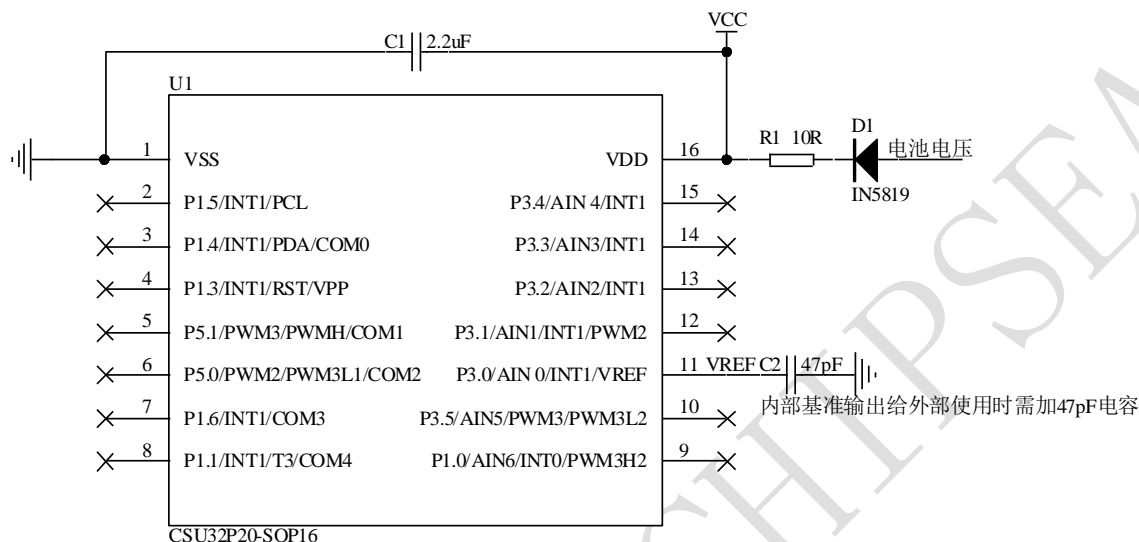 VCC
C1 2.2uF
U1
1 VSS VDD 16 R1 10R D1 电池电压
IN5819
2 P1.5/INT1/PCL P3.4/AIN 4/INT1 15
3 P1.4/INT1/PDA/COM0 P3.3/AIN3/INT1 14
4 P1.3/INT1/RST/VPP P3.2/AIN2/INT1 13
5 P5.1/PWM3/PWMH/COM1 P3.1/AIN1/INT1/PWM2 12
6 P5.0/PWM2/PWM3L1/COM2 P3.0/AIN 0/INT1/VREF 11 VREF C2 47pF
内部基准输出给外部使用时需加47pF电容
7 P1.6/INT1/COM3 P3.5/AIN5/PWM3/PWM3L2 10
8 P1.1/INT1/T3/COM4 P1.0/AIN6/INT0/PWM3H2 9
CSU32P20-SOP16
CHIPSEA